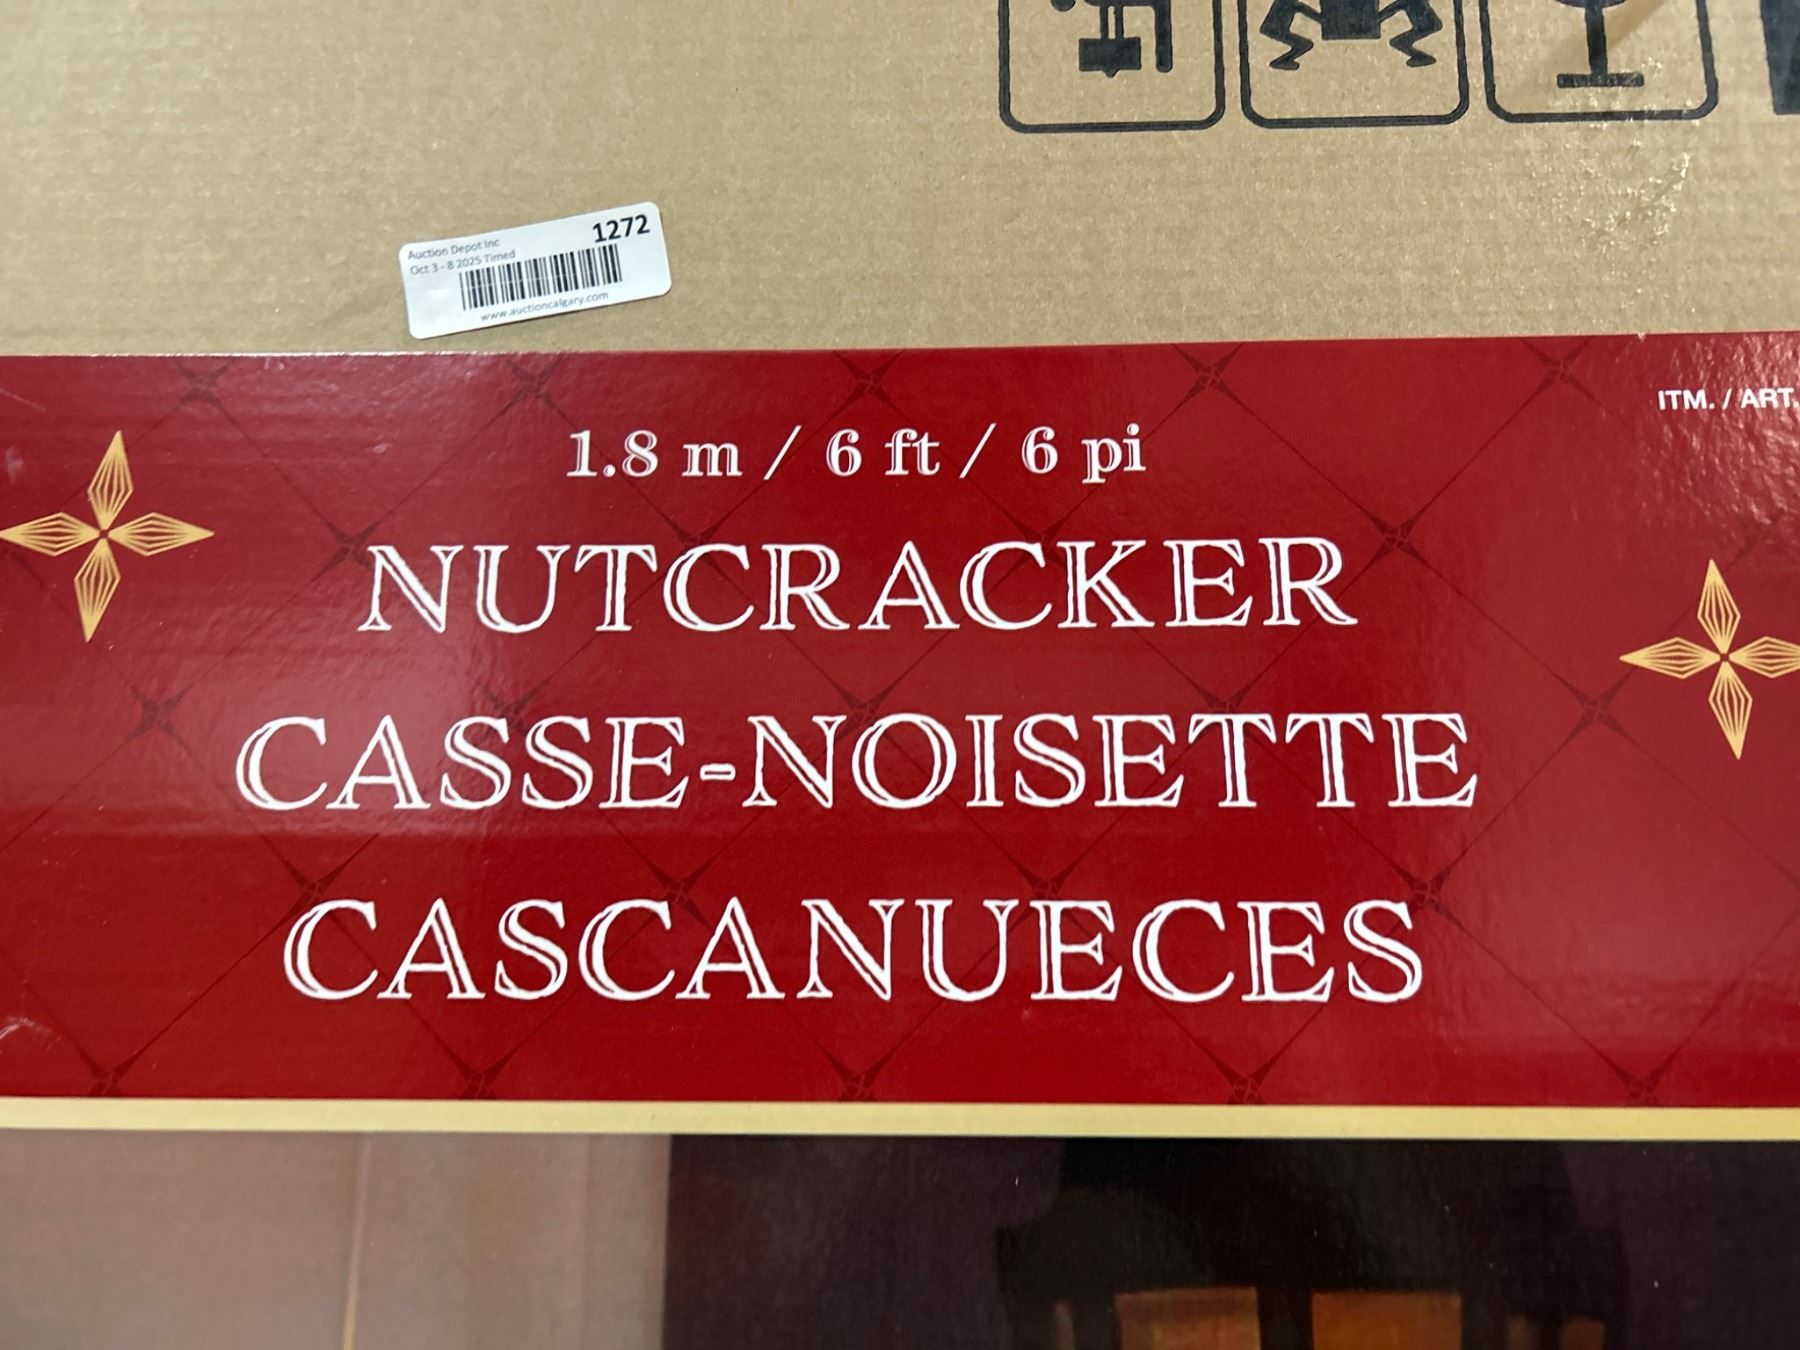 1272
Auction Depot Inc
Oct 3 - 8 2025 Timed
www.auctioncalgary.com
ITM. / ART.
1.8 m / 6 ft / 6 pi
NUTCRACKER
CASSE-NOISETTE
CASCANUECES